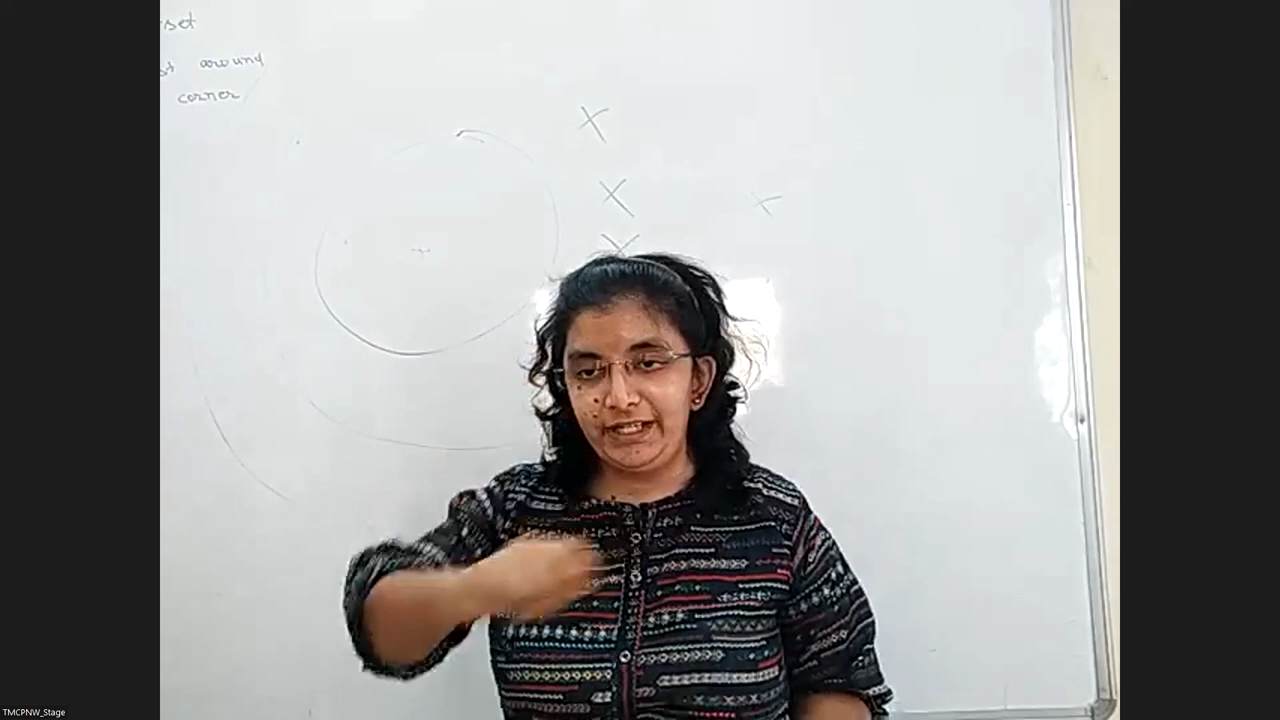 set
around
corner
X
X
X
X
TMCPNW_Stage